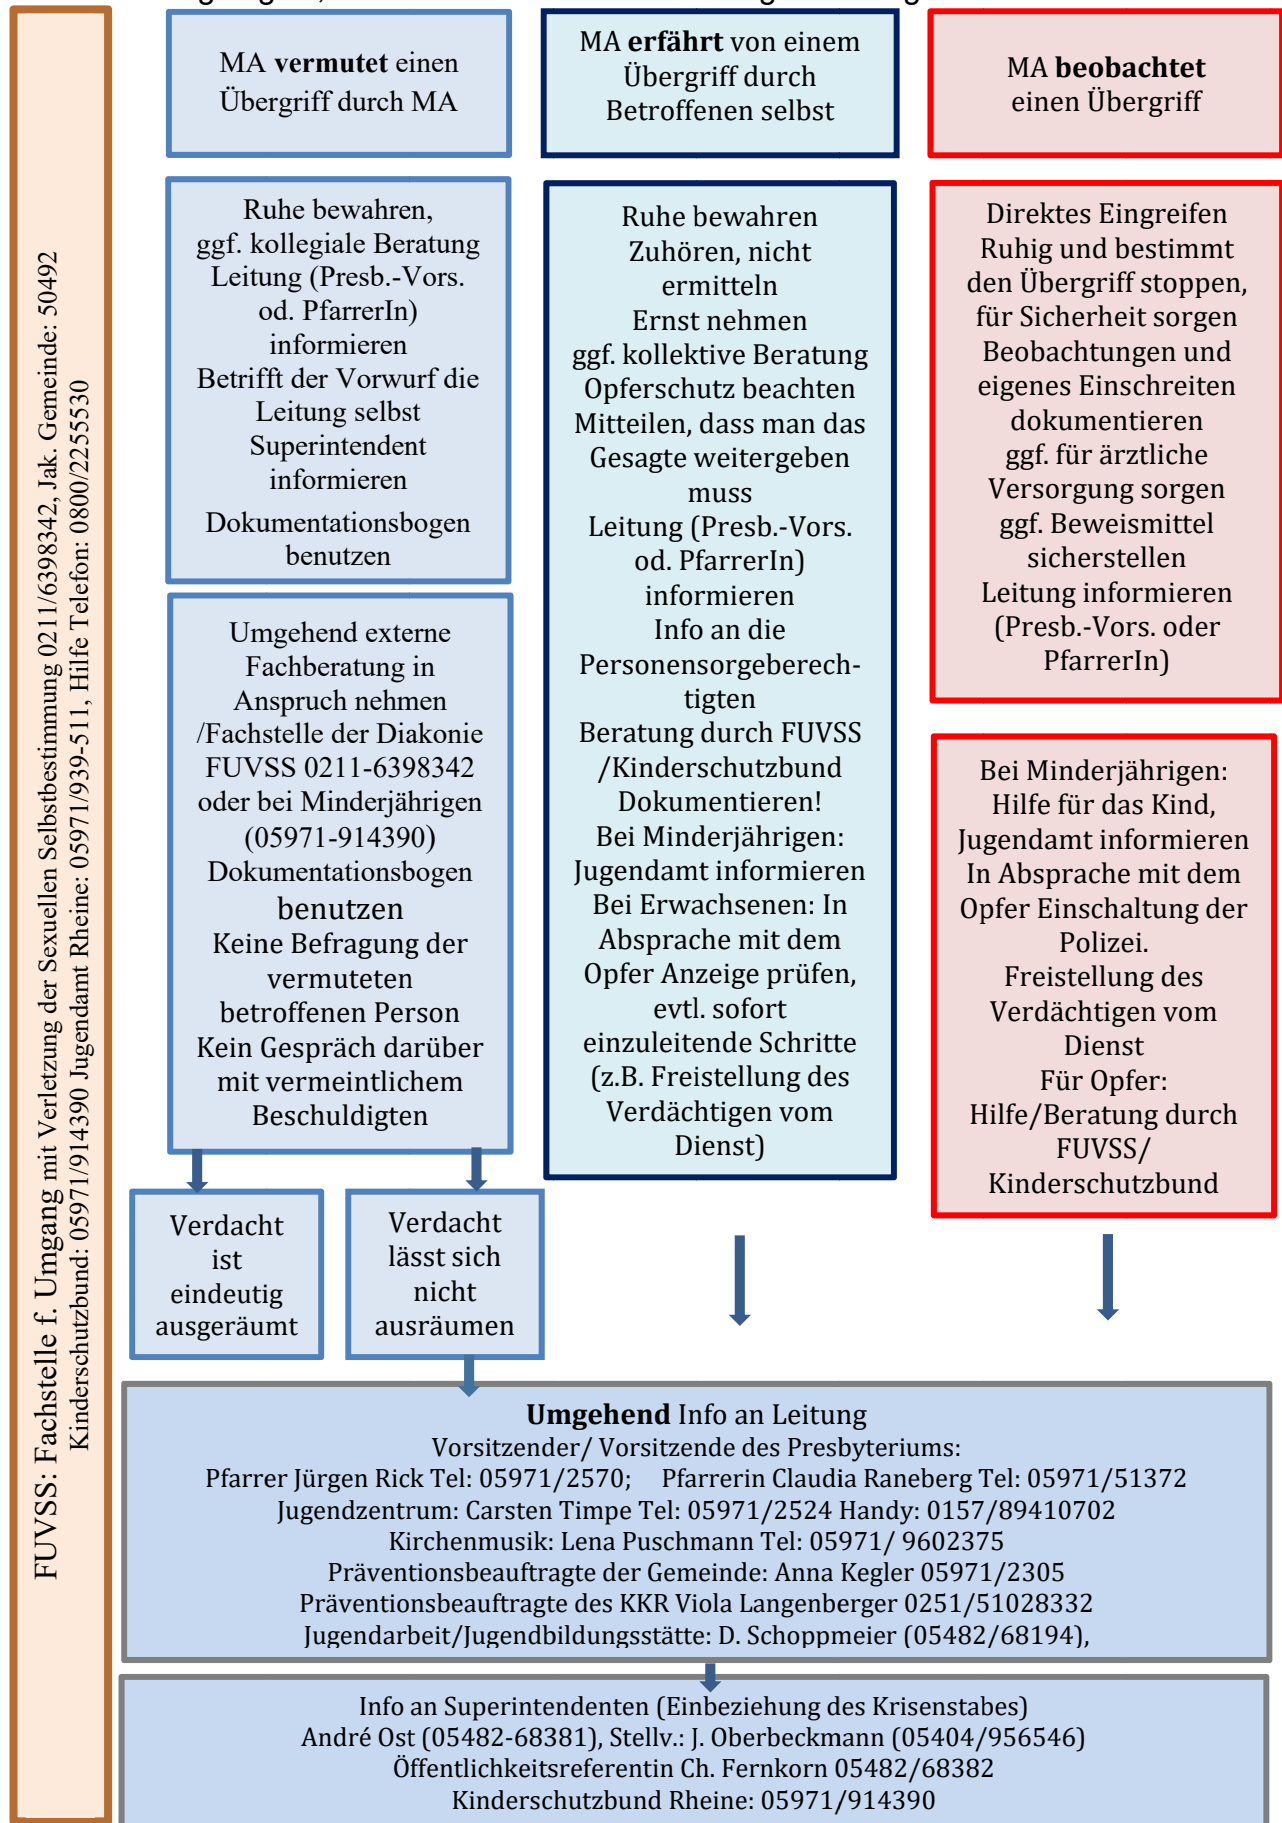 MA vermutet einen
Übergriff durch MA
MA erfährt von einem
Übergriff durch
Betroffenen selbst
MA beobachtet
einen Übergriff
Ruhe bewahren,
ggf. kollegiale Beratung
Leitung (Presb.-Vors.
od. PfarrerIn)
informieren
Betrifft der Vorwurf die
Leitung selbst
Superintendent
informieren
Dokumentationsbogen
benutzen
Umgehend externe
Fachberatung in
Anspruch nehmen
/Fachstelle der Diakonie
FUVSS 0211-6398342
oder bei Minderjährigen
(05971-914390)
Dokumentationsbogen
benutzen
Keine Befragung der
vermuteten
betroffenen Person
Kein Gespräch darüber
mit vermeintlichem
Beschuldigten
Verdacht
ist
eindeutig
ausgeräumt
Verdacht
lässt sich
nicht
ausräumen
Ruhe bewahren
Zuhören, nicht
ermitteln
Ernst nehmen
ggf. kollektive Beratung
Opferschutz beachten
Mitteilen, dass man das
Gesagte weitergeben
muss
Leitung (Presb.-Vors.
od. PfarrerIn)
informieren
Info an die
Personensorgeberech-
tigten
Beratung durch FUVSS
/Kinderschutzbund
Dokumentieren!
Bei Minderjährigen:
Jugendamt informieren
Bei Erwachsenen: In
Absprache mit dem
Opfer Anzeige prüfen,
evtl. sofort
einzuleitende Schritte
(z.B. Freistellung des
Verdächtigen vom
Dienst)
Direktes Eingreifen
Ruhig und bestimmt
den Übergriff stoppen,
für Sicherheit sorgen
Beobachtungen und
eigenes Einschreiten
dokumentieren
ggf. für ärztliche
Versorgung sorgen
ggf. Beweismittel
sicherstellen
Leitung informieren
(Presb.-Vors. oder
PfarrerIn)
Bei Minderjährigen:
Hilfe für das Kind,
Jugendamt informieren
In Absprache mit dem
Opfer Einschaltung der
Polizei.
Freistellung des
Verdächtigen vom
Dienst
Für Opfer:
Hilfe/Beratung durch
FUVSS/
Kinderschutzbund
Umgehend Info an Leitung
Vorsitzender/ Vorsitzende des Presbyteriums:
Pfarrer Jürgen Rick Tel: 05971/2570; Pfarrerin Claudia Raneberg Tel: 05971/51372
Jugendzentrum: Carsten Timpe Tel: 05971/2524 Handy: 0157/89410702
Kirchenmusik: Lena Puschmann Tel: 05971/ 9602375
Präventionsbeauftragte der Gemeinde: Anna Kegler 05971/2305
Präventionsbeauftragte des KKR Viola Langenberger 0251/51028332
Jugendarbeit/Jugendbildungsstätte: D. Schoppmeier (05482/68194),
Info an Superintendenten (Einbeziehung des Krisenstabes)
André Ost (05482-68381), Stellv.: J. Oberbeckmann (05404/956546)
Öffentlichkeitsreferentin Ch. Fernkorn 05482/68382
Kinderschutzbund Rheine: 05971/914390
FUVSS: Fachstelle f. Umgang mit Verletzung der Sexuellen Selbstbestimmung 0211/6398342, Jak. Gemeinde: 50492
Kinderschutzbund: 05971/914390 Jugendamt Rheine: 05971/939-511, Hilfe Telefon: 0800/2255530